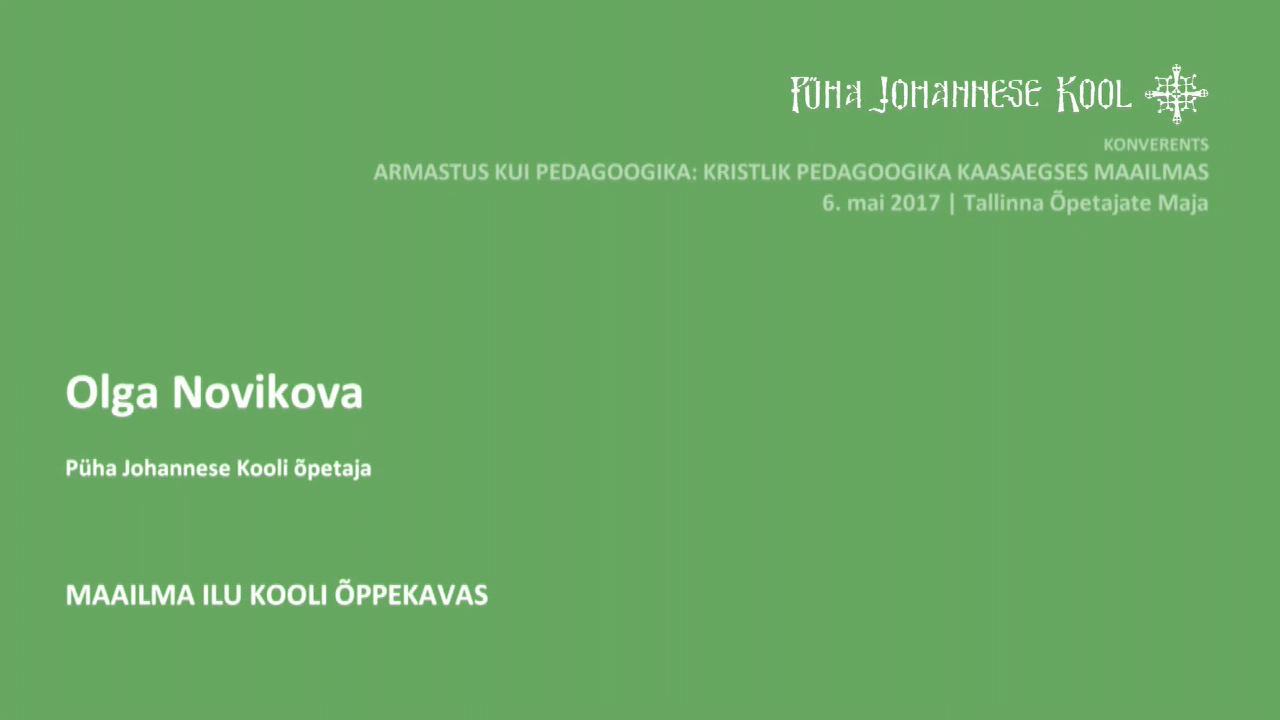 Püha Johannese Kool
KONVERENTS
ARMASTUS KUI PEDAGOOGIKA: KRISTLIK PEDAGOOGIKA KAASAEGSES MAAILMAS
6. mai 2017 | Tallinna Õpetajate Maja
Olga Novikova
Püha Johannese Kooli õpetaja
MAAILMA ILU KOOLI ÕPPEKAVAS